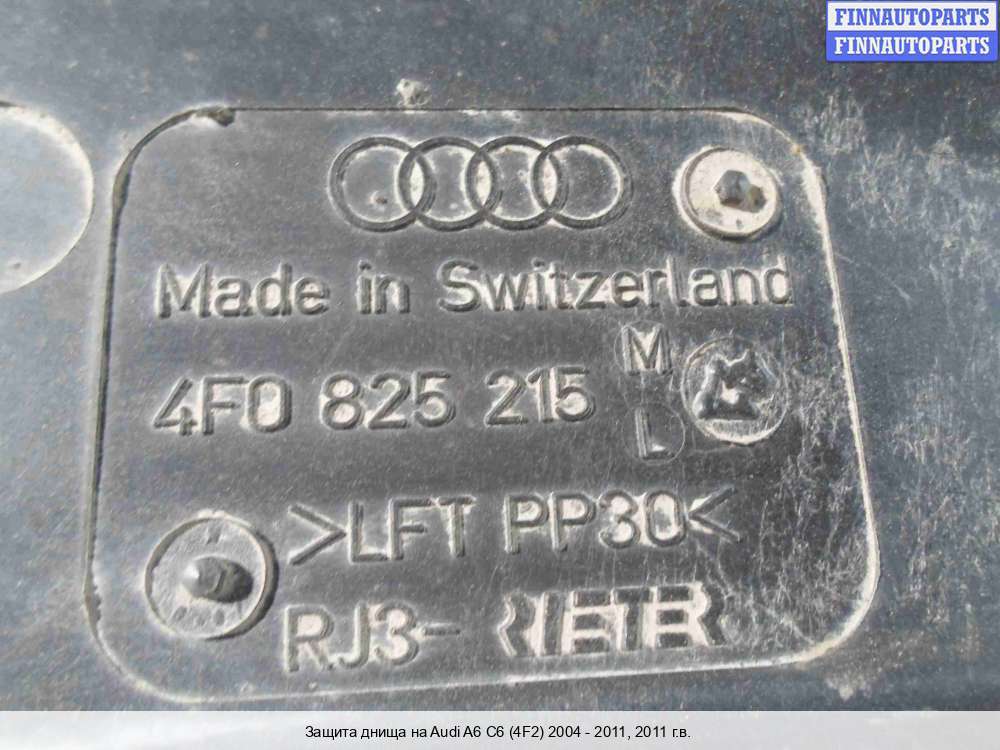 FINNAUTOPARTS
FINNAUTOPARTS
Made in Switzerland
4F0 825 215 M
L
>LFT PP30<
RJ3- RIETER
Защита днища на Audi A6 C6 (4F2) 2004 - 2011, 2011 г.в.